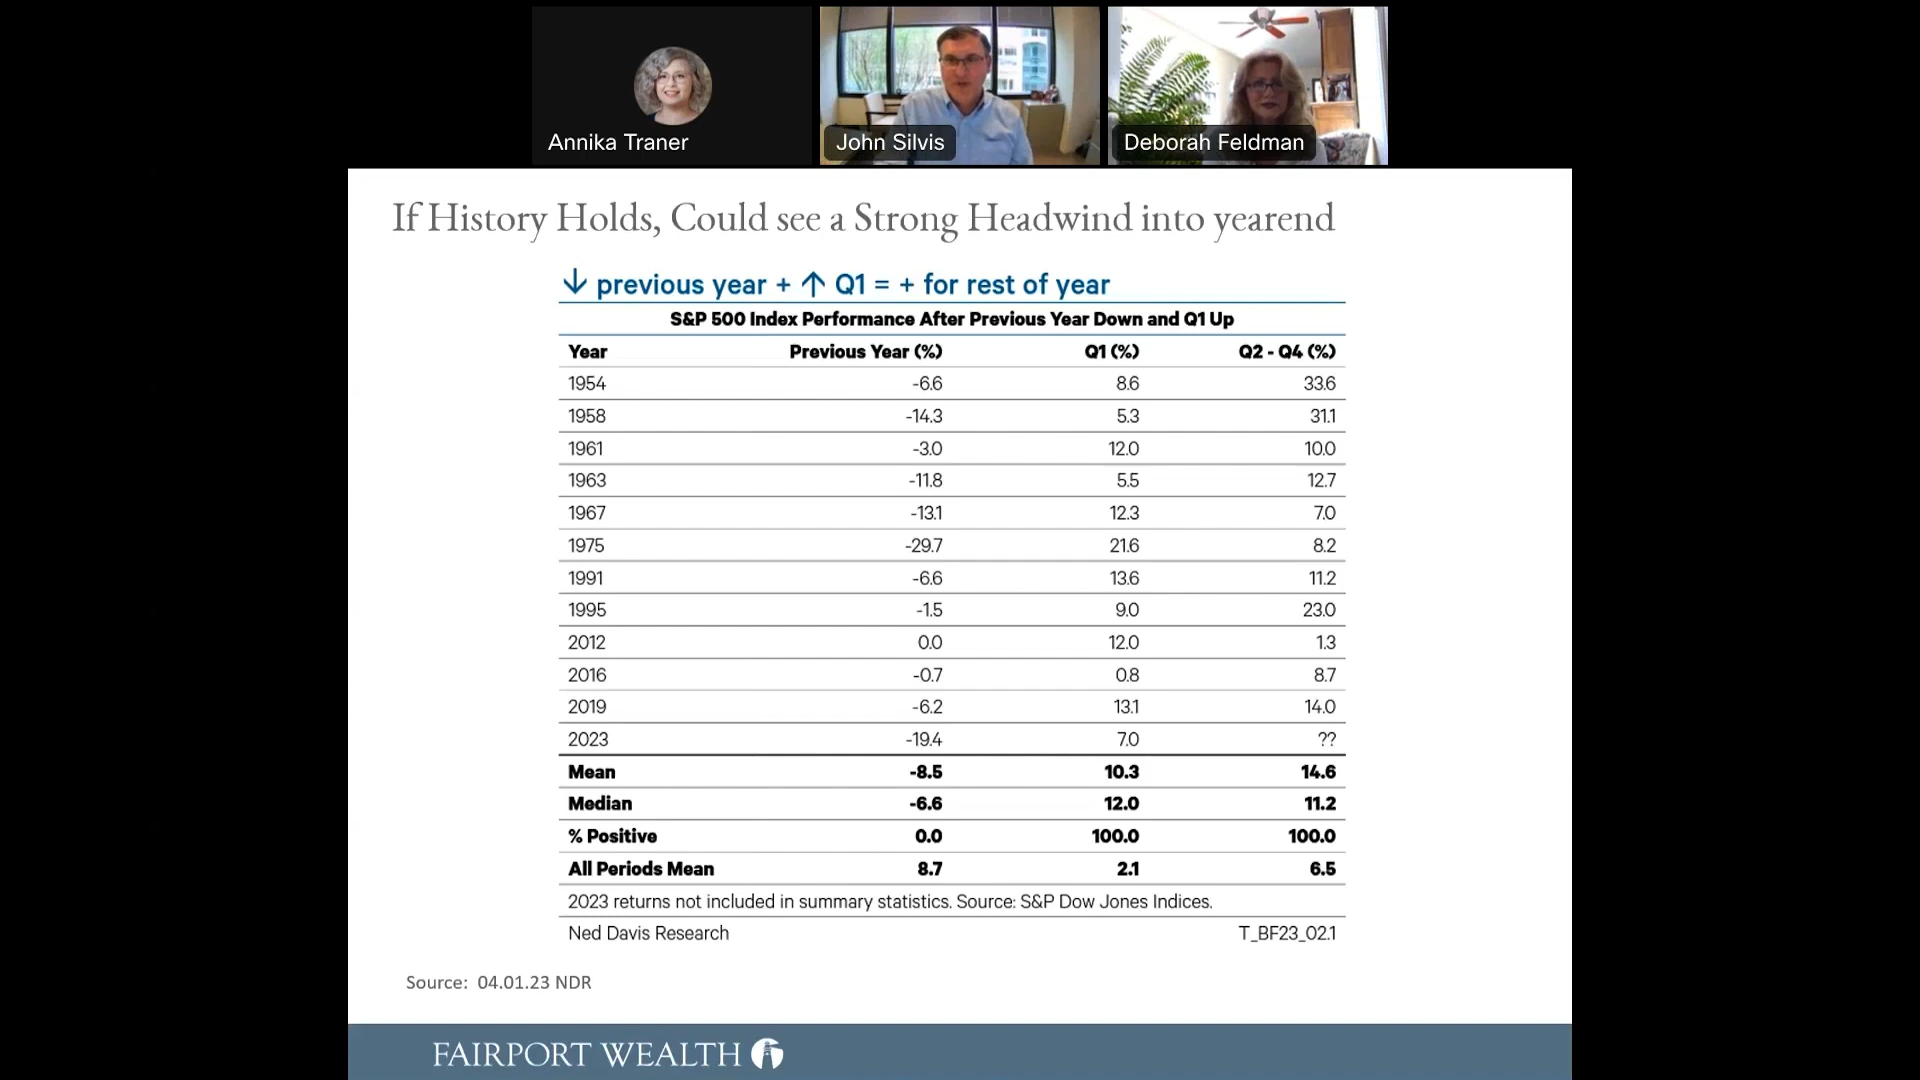 Annika Traner
John Silvis
Deborah Feldman
If History Holds, Could see a Strong Headwind into yearend
↓ previous year + ↑ Q1 = + for rest of year
S&P 500 Index Performance After Previous Year Down and Q1 Up
Year Previous Year (%) Q1 (%) Q2 - Q4 (%)
1954 -6.6 8.6 33.6
1958 -14.3 5.3 31.1
1961 -3.0 12.0 10.0
1963 -11.8 5.5 12.7
1967 -13.1 12.3 7.0
1975 -29.7 21.6 8.2
1991 -6.6 13.6 11.2
1995 -1.5 9.0 23.0
2012 0.0 12.0 1.3
2016 -0.7 0.8 8.7
2019 -6.2 13.1 14.0
2023 -19.4 7.0 ??
Mean -8.5 10.3 14.6
Median -6.6 12.0 11.2
% Positive 0.0 100.0 100.0
All Periods Mean 8.7 2.1 6.5
2023 returns not included in summary statistics. Source: S&P Dow Jones Indices.
Ned Davis Research T_BF23_02.1
Source: 04.01.23 NDR
FAIRPORT WEALTH